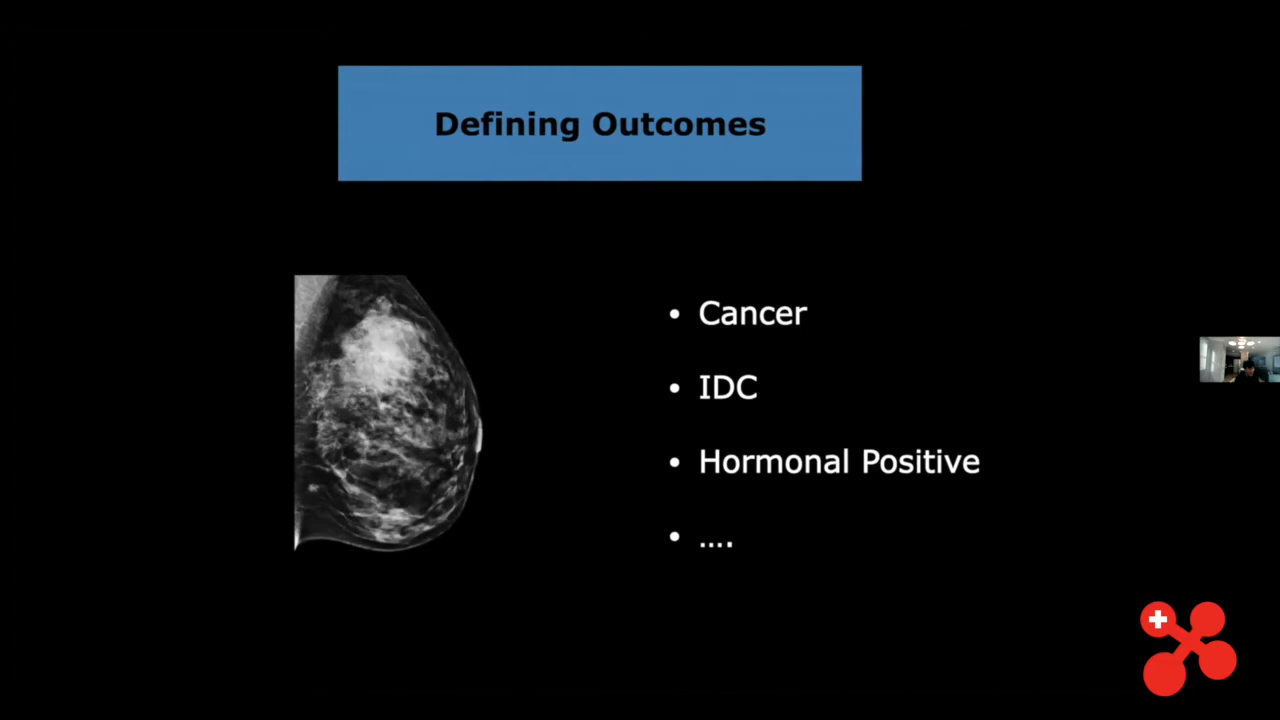 Defining Outcomes
• Cancer
• IDC
• Hormonal Positive
• ....